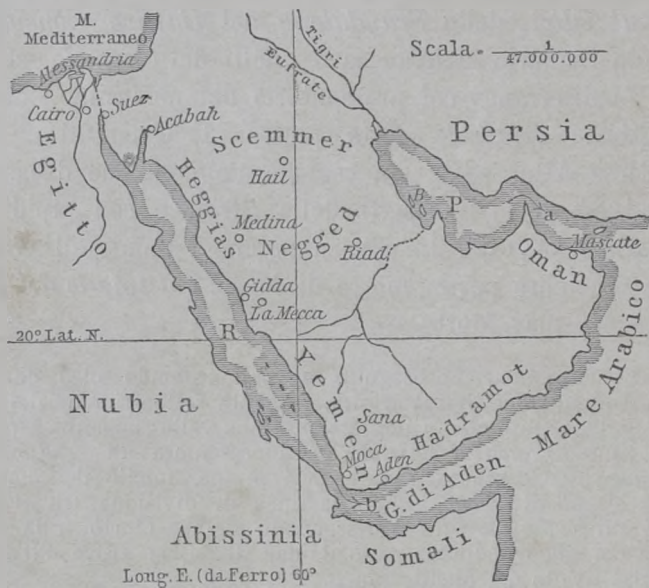 M.
Mediterraneo
Alessandria
Scala. 1/47.000.000
Tigri
Eufrate
Cairo
Suez
Acabah
Persia
Egitto
Scemmer
Hail
Heggias
Medina
Negged
Riad
B
P
a
Oman
Mascate
Gidda
La Mecca
20º Lat. N.
R
Yemen
Nubia
Sana
Moca
Aden
Hadramot
Mare Arabico
b
G. di Aden
Abissinia
Somali
Long. E. (da Ferro) 60º